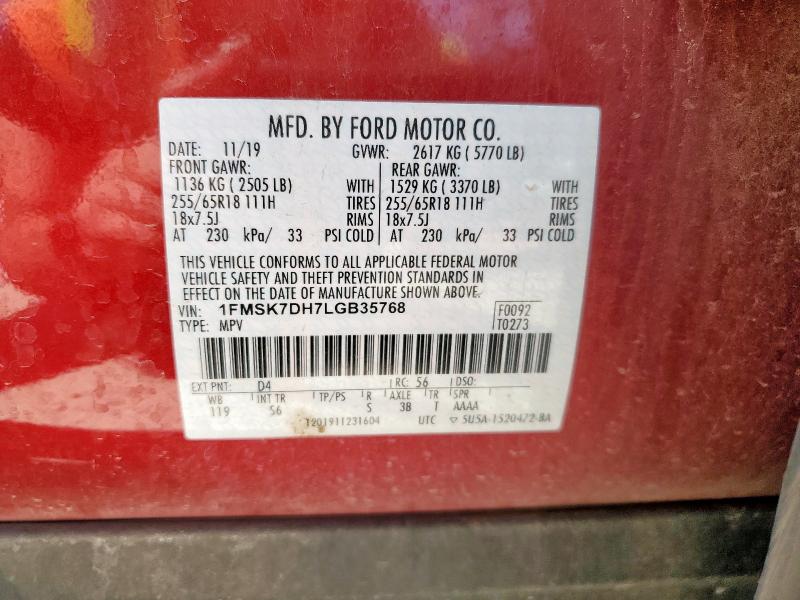 MFD. BY FORD MOTOR CO.
DATE: 11/19 GVWR: 2617 KG ( 5770 LB)
FRONT GAWR: REAR GAWR:
1136 KG ( 2505 LB) WITH 1529 KG ( 3370 LB) WITH
255/65R18 111H TIRES 255/65R18 111H TIRES
18x7.5J RIMS 18x7.5J RIMS
AT 230 kPa/ 33 PSI COLD AT 230 kPa/ 33 PSI COLD
THIS VEHICLE CONFORMS TO ALL APPLICABLE FEDERAL MOTOR
VEHICLE SAFETY AND THEFT PREVENTION STANDARDS IN
EFFECT ON THE DATE OF MANUFACTURE SHOWN ABOVE.
VIN: 1FMSK7DH7LGB35768 F0092
TYPE: MPV T0273
EXT PNT: D4 RC: 56 DSO:
WB INT TR TP/PS R AXLE TR SPR
119 S6 S 3B T AAAA
T201911231604 UTC ▽ 5U5A-1520472-BA